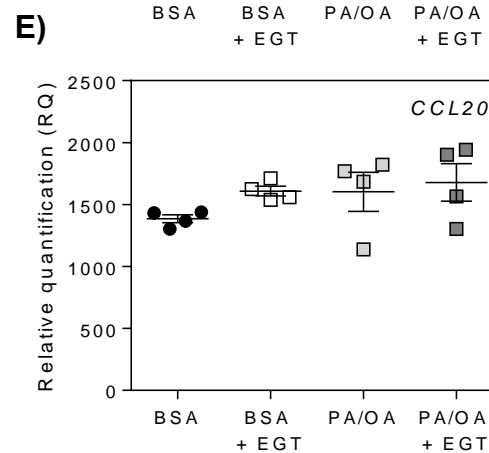 E)
BSA BSA PA/OA PA/OA
+ EGT + EGT
CCL20
Relative quantification (RQ)
2500
2000
1500
1000
500
0
BSA BSA PA/OA PA/OA
+ EGT + EGT